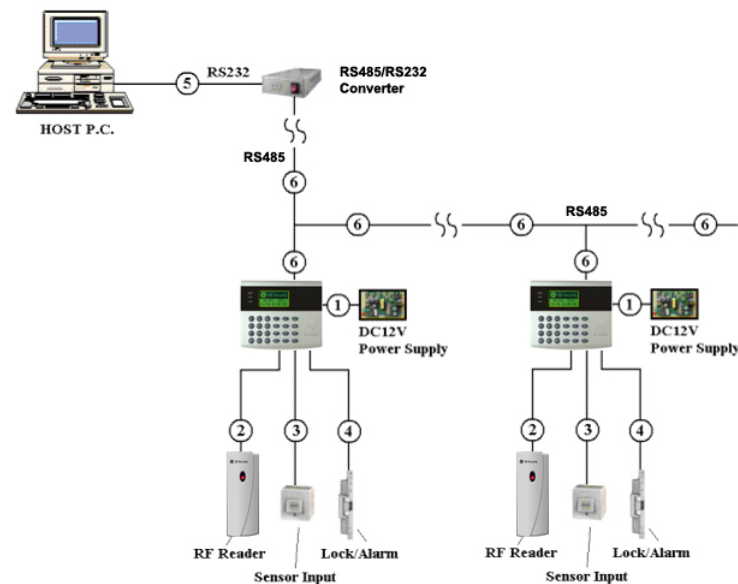 5
RS232
RS485/RS232
Converter
HOST P.C.
RS485
6
6
6
RS485
6
6
6
1
DC12V
Power Supply
1
DC12V
Power Supply
2
3
4
2
3
4
RF Reader
Lock/Alarm
Sensor Input
RF Reader
Lock/Alarm
Sensor Input